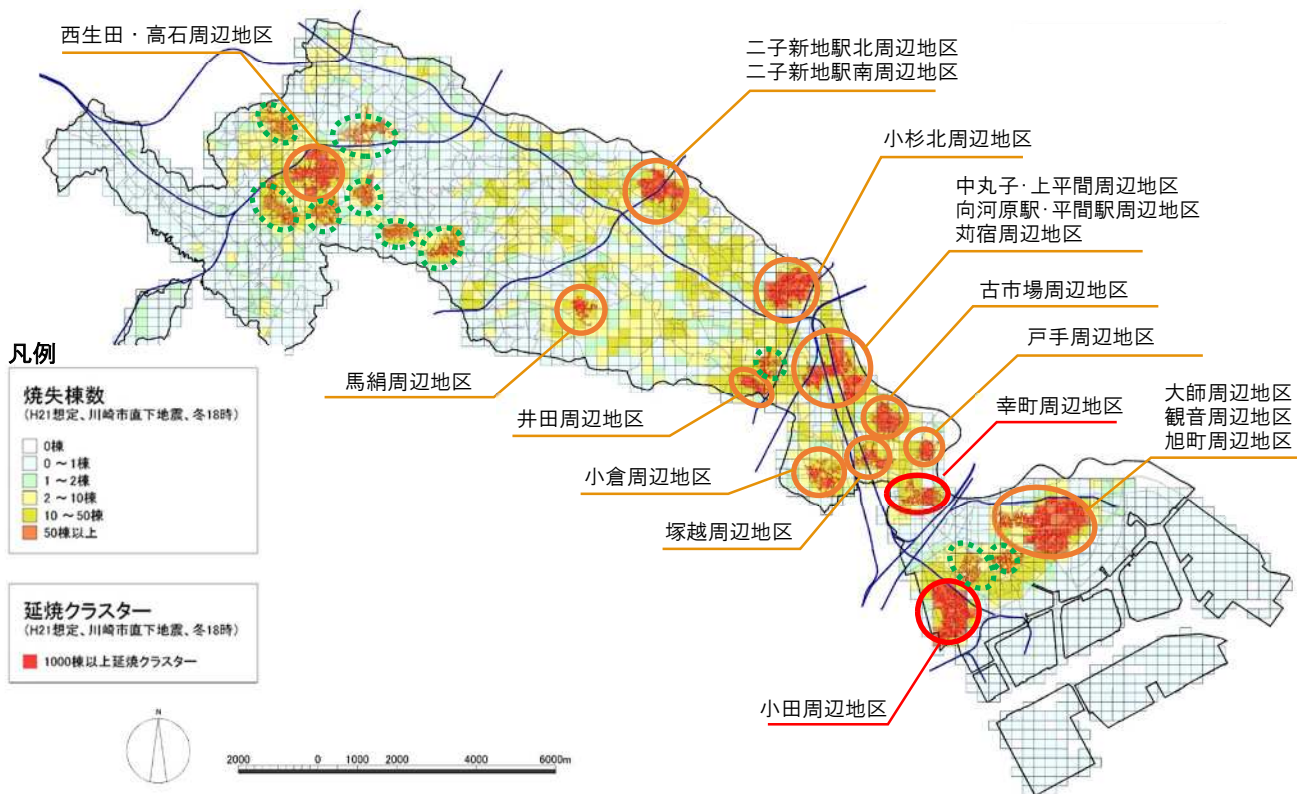 西生田・高石周辺地区
二子新地駅北周辺地区
二子新地駅南周辺地区
小杉北周辺地区
中丸子・上平間周辺地区
向河原駅・平間駅周辺地区
苅宿周辺地区
古市場周辺地区
戸手周辺地区
大師周辺地区
観音周辺地区
旭町周辺地区
幸町周辺地区
馬絹周辺地区
井田周辺地区
小倉周辺地区
塚越周辺地区
小田周辺地区
凡例
焼失棟数
(H21想定、川崎市直下地震、冬18時)
0棟
0～1棟
1～2棟
2～10棟
10～50棟
50棟以上
延焼クラスター
(H21想定、川崎市直下地震、冬18時)
1000棟以上延焼クラスター
N
2000 0 1000 2000 4000 6000m